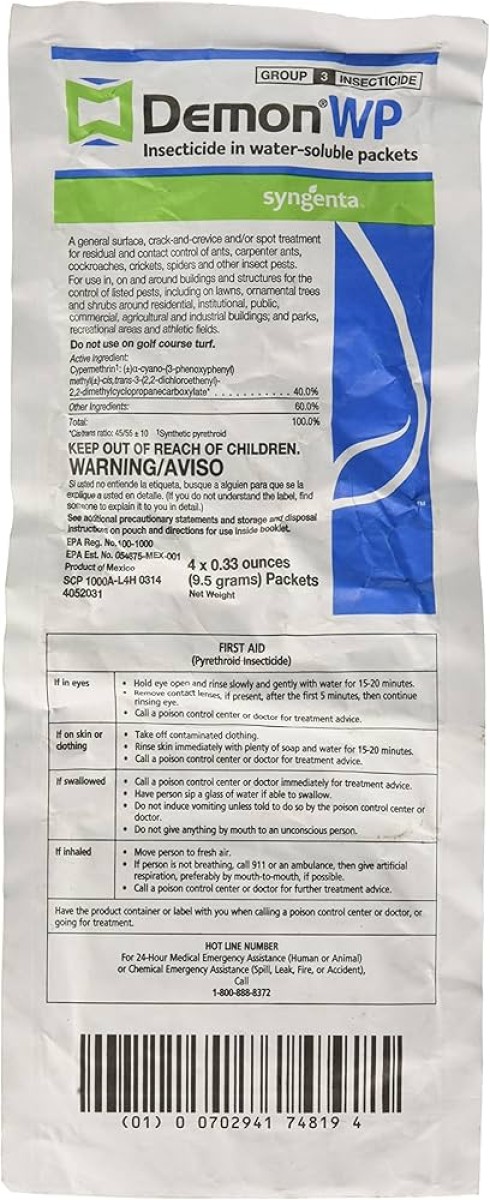 GROUP 3 INSECTICIDE
Demon® WP
Insecticide in water-soluble packets
syngenta
A general surface, crack-and-crevice and/or spot treatment
for residual and contact control of ants, carpenter ants,
cockroaches, crickets, spiders and other insect pests.
For use in, on and around buildings and structures for the
control of listed pests, including on lawns, ornamental trees
and shrubs around residential, institutional, public,
commercial, agricultural and industrial buildings; and parks,
recreational areas and athletic fields.
Do not use on golf course turf.
Active Ingredient:
Cypermethrin¹: (±)α-cyano-(3-phenoxyphenyl)
methyl(±)-cis,trans-3-(2,2-dichloroethenyl)-
2,2-dimethylcyclopropanecarboxylate* . . . . . . . . . . . 40.0%
Other Ingredients: 60.0%
Total: 100.0%
*Cis/trans ratio: 45/55 ± 10 ¹Synthetic pyrethroid
KEEP OUT OF REACH OF CHILDREN.
WARNING/AVISO
Si usted no entiende la etiqueta, busque a alguien para que se la
explique a usted en detalle. (If you do not understand the label, find
someone to explain it to you in detail.)
See additional precautionary statements and storage and disposal
instructions on pouch and directions for use inside booklet.
EPA Reg. No. 100-1000
EPA Est. No. 054875-MEX-001
Product of Mexico
SCP 1000A-L4H 0314
4052031
4 x 0.33 ounces
(9.5 grams) Packets
Net Weight
TM
FIRST AID
(Pyrethroid Insecticide)
If in eyes
• Hold eye open and rinse slowly and gently with water for 15-20 minutes.
• Remove contact lenses, if present, after the first 5 minutes, then continue
rinsing eye.
• Call a poison control center or doctor for treatment advice.
If on skin or
clothing
• Take off contaminated clothing.
• Rinse skin immediately with plenty of soap and water for 15-20 minutes.
• Call a poison control center or doctor for treatment advice.
If swallowed
• Call a poison control center or doctor immediately for treatment advice.
• Have person sip a glass of water if able to swallow.
• Do not induce vomiting unless told to do so by the poison control center or
doctor.
• Do not give anything by mouth to an unconscious person.
If inhaled
• Move person to fresh air.
• If person is not breathing, call 911 or an ambulance, then give artificial
respiration, preferably by mouth-to-mouth, if possible.
• Call a poison control center or doctor for further treatment advice.
Have the product container or label with you when calling a poison control center or doctor, or
going for treatment.
HOT LINE NUMBER
For 24-Hour Medical Emergency Assistance (Human or Animal)
or Chemical Emergency Assistance (Spill, Leak, Fire, or Accident),
Call
1-800-888-8372
(01) 0 0702941 74819 4